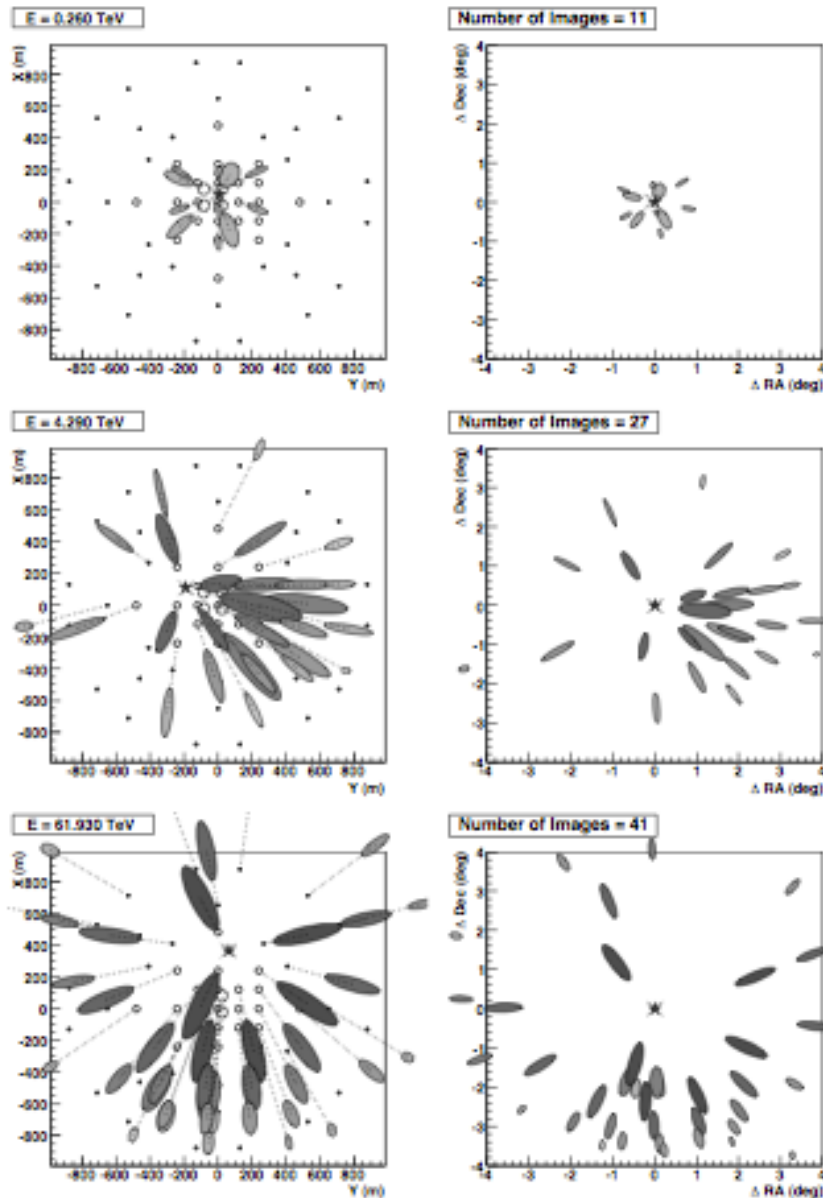 E = 0.260 TeV
Number of Images = 11
X (m)
800
600
400
200
0
-200
-400
-600
-800
-800 -600 -400 -200 0 200 400 600 800
Y (m)
Δ Dec (deg)
4
3
2
1
0
-1
-2
-3
-4
-4 -3 -2 -1 0 1 2 3 4
Δ RA (deg)
E = 4.290 TeV
Number of Images = 27
X (m)
800
600
400
200
0
-200
-400
-600
-800
-800 -600 -400 -200 0 200 400 600 800
Y (m)
Δ Dec (deg)
4
3
2
1
0
-1
-2
-3
-4
-4 -3 -2 -1 0 1 2 3 4
Δ RA (deg)
E = 61.930 TeV
Number of Images = 41
X (m)
800
600
400
200
0
-200
-400
-600
-800
-800 -600 -400 -200 0 200 400 600 800
Y (m)
Δ Dec (deg)
4
3
2
1
0
-1
-2
-3
-4
-4 -3 -2 -1 0 1 2 3 4
Δ RA (deg)